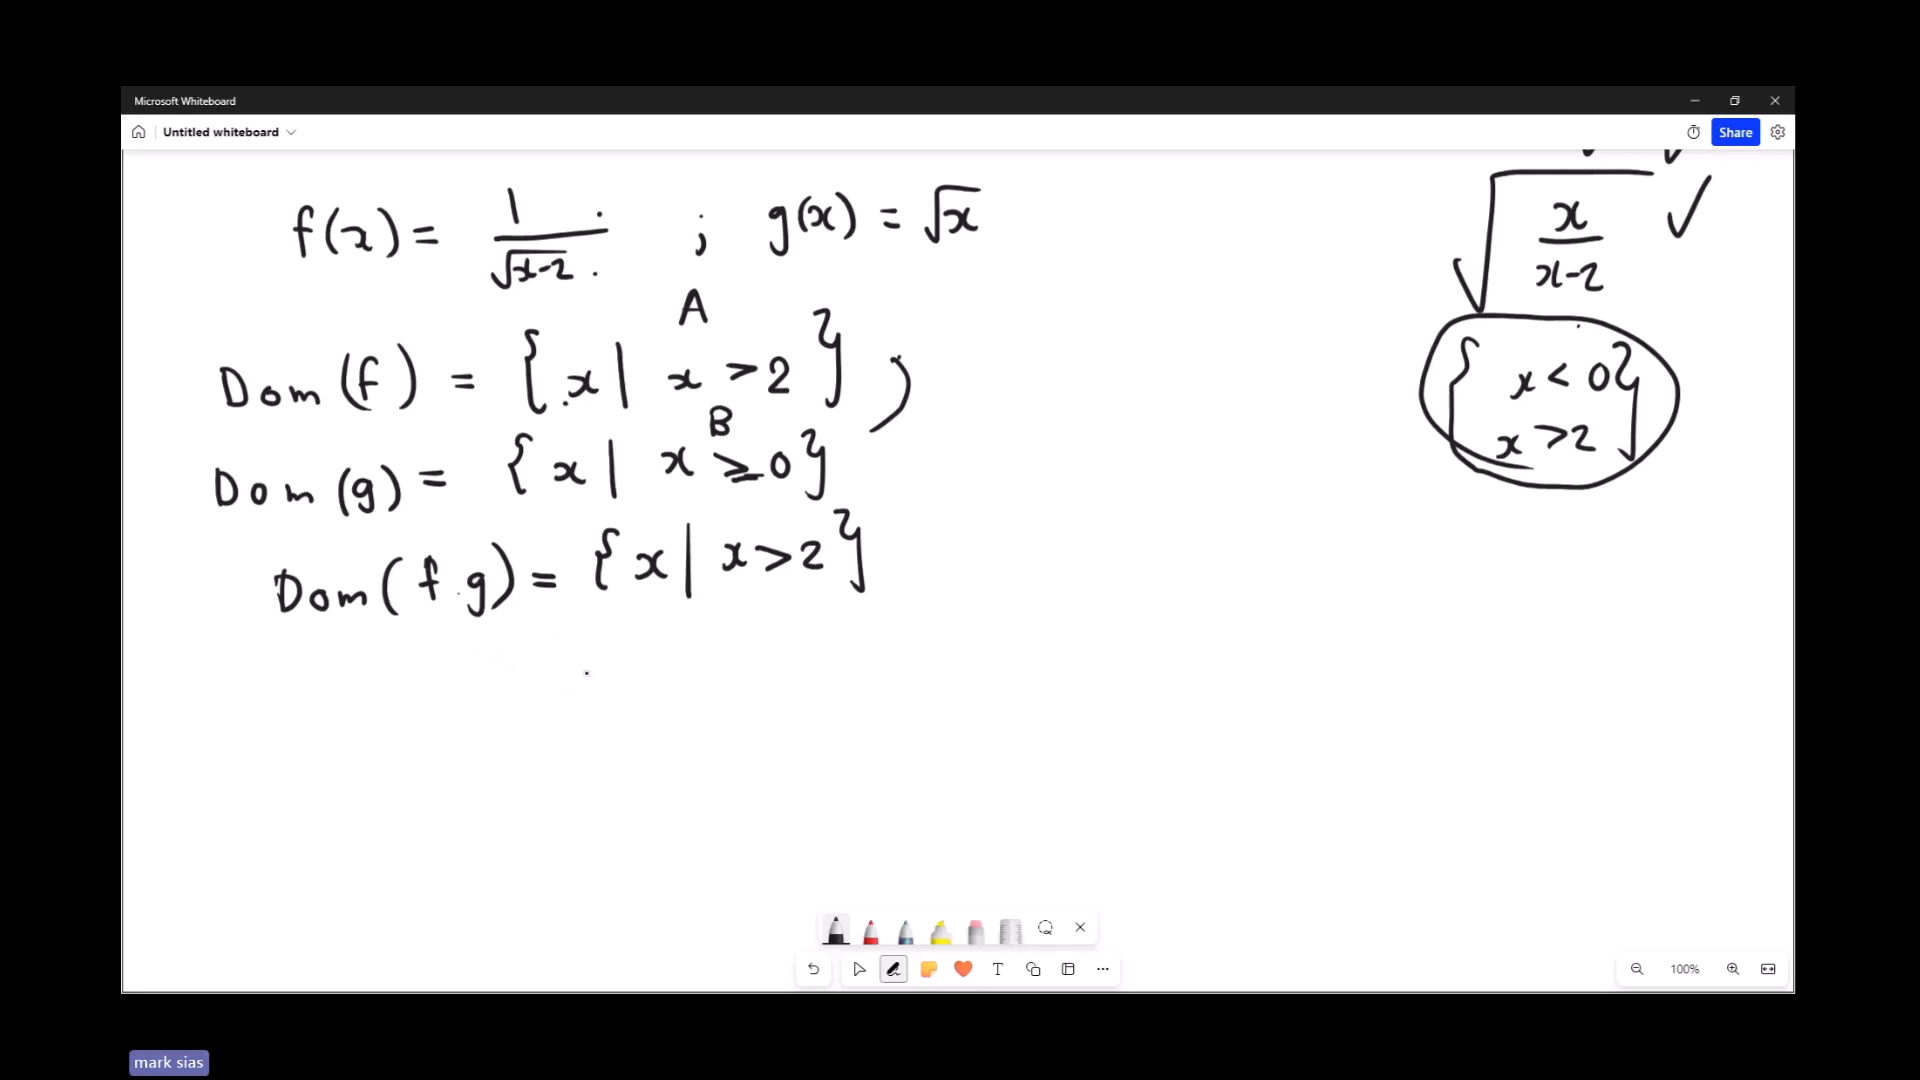 Microsoft Whiteboard
Untitled whiteboard
Share
f(x) = 1/√(x-2) ; g(x) = √x
A
Dom (f) = {x | x > 2}
B
Dom (g) = {x | x ≥ 0}
Dom (f.g) = {x | x > 2}
√(x/(x-2)) ✓
{ x < 0
x > 2 }
100%
mark sias